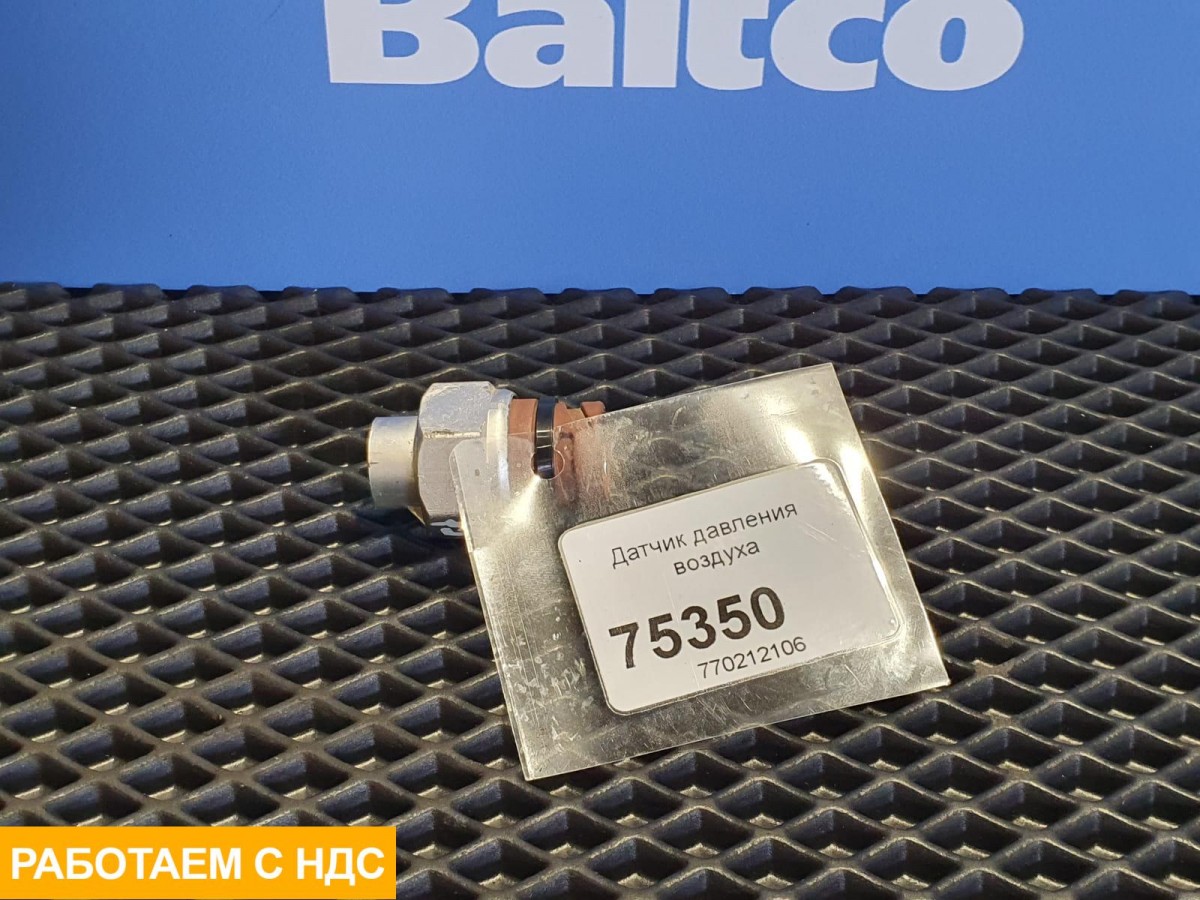 Baltco
Датчик давления
воздуха
75350
770212106
РАБОТАЕМ С НДС